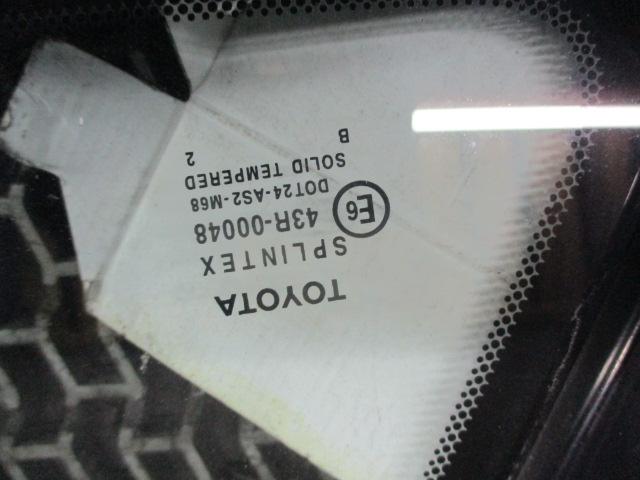 TOYOTA
SPLINTEX
E6 43R-00048
DOT24-AS2-M68
SOLID TEMPERED
B 2